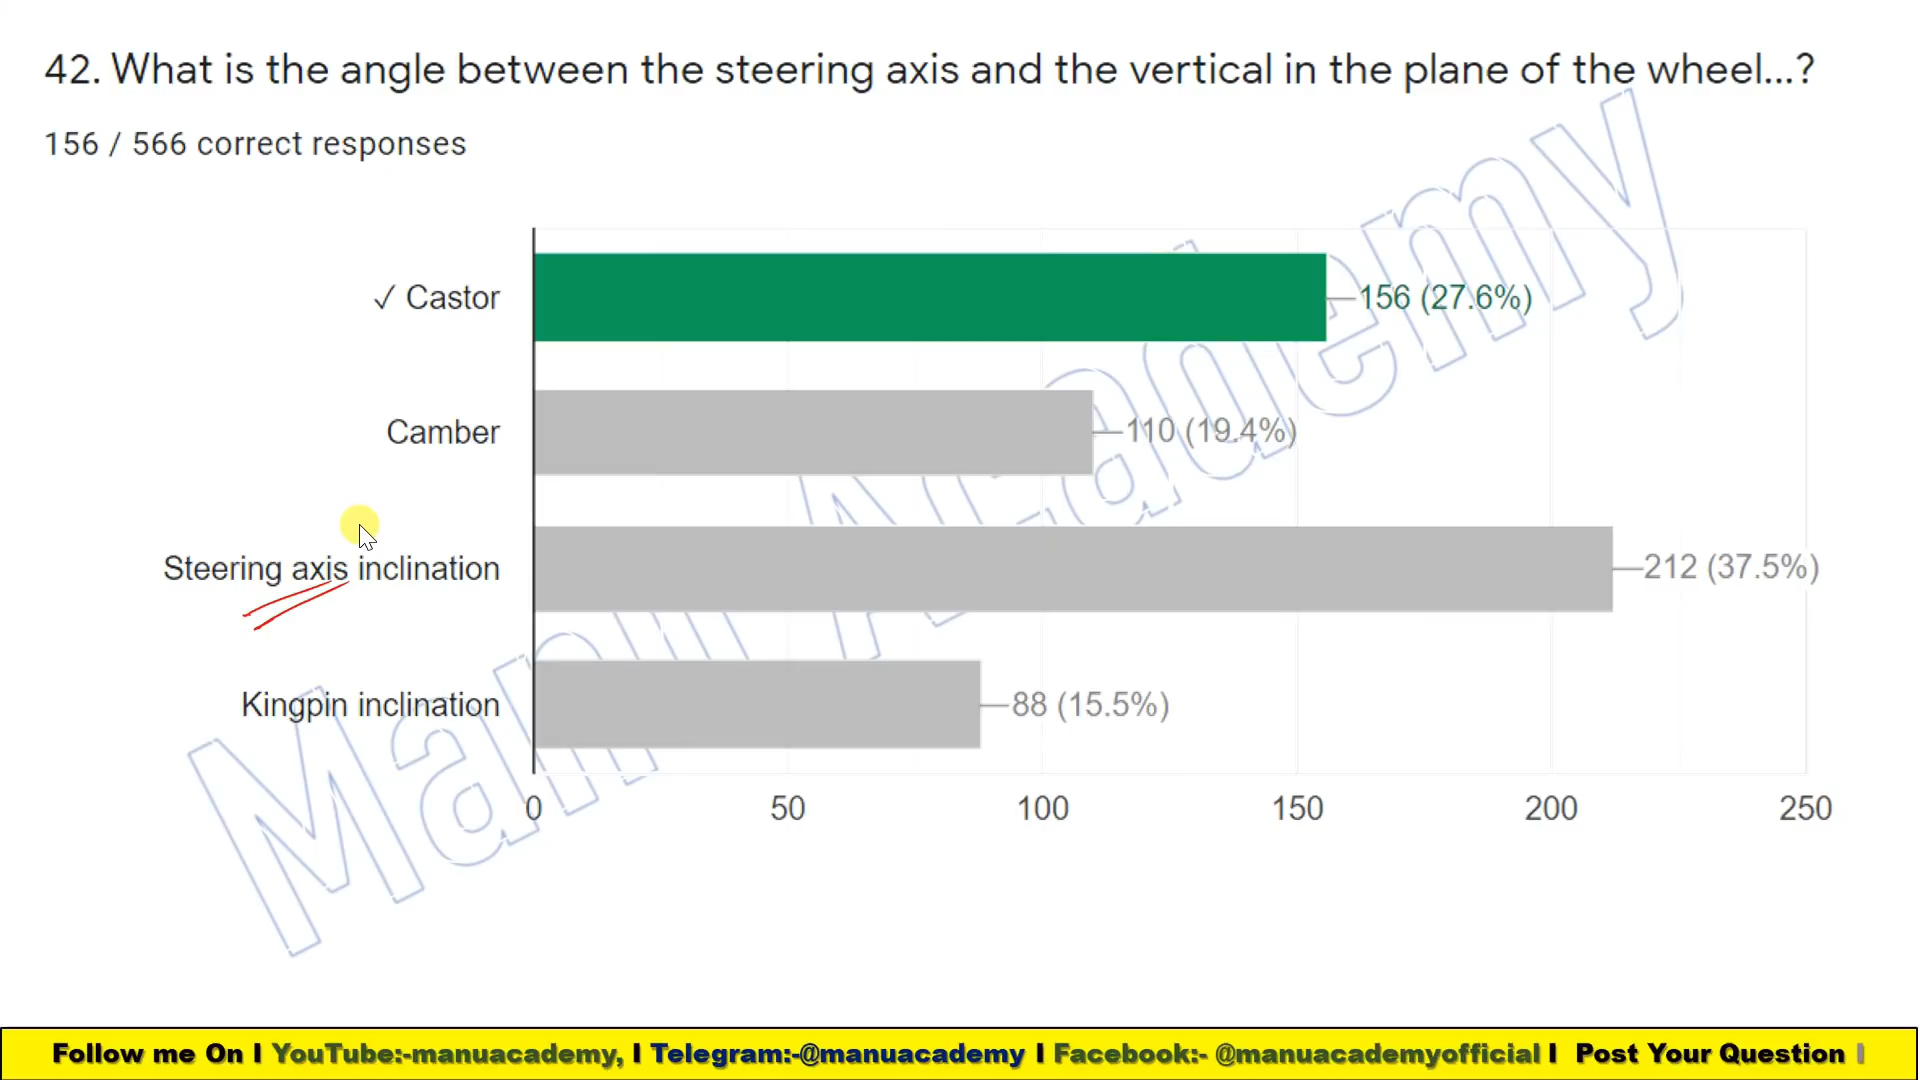 42. What is the angle between the steering axis and the vertical in the plane of the wheel...?
156 / 566 correct responses
✓ Castor
156 (27.6%)
Camber
110 (19.4%)
Steering axis inclination
212 (37.5%)
Kingpin inclination
88 (15.5%)
0 50 100 150 200 250
Manu Academy
Follow me On I YouTube:-manuacademy, I Telegram:-@manuacademy I Facebook:- @manuacademyofficial I Post Your Question I